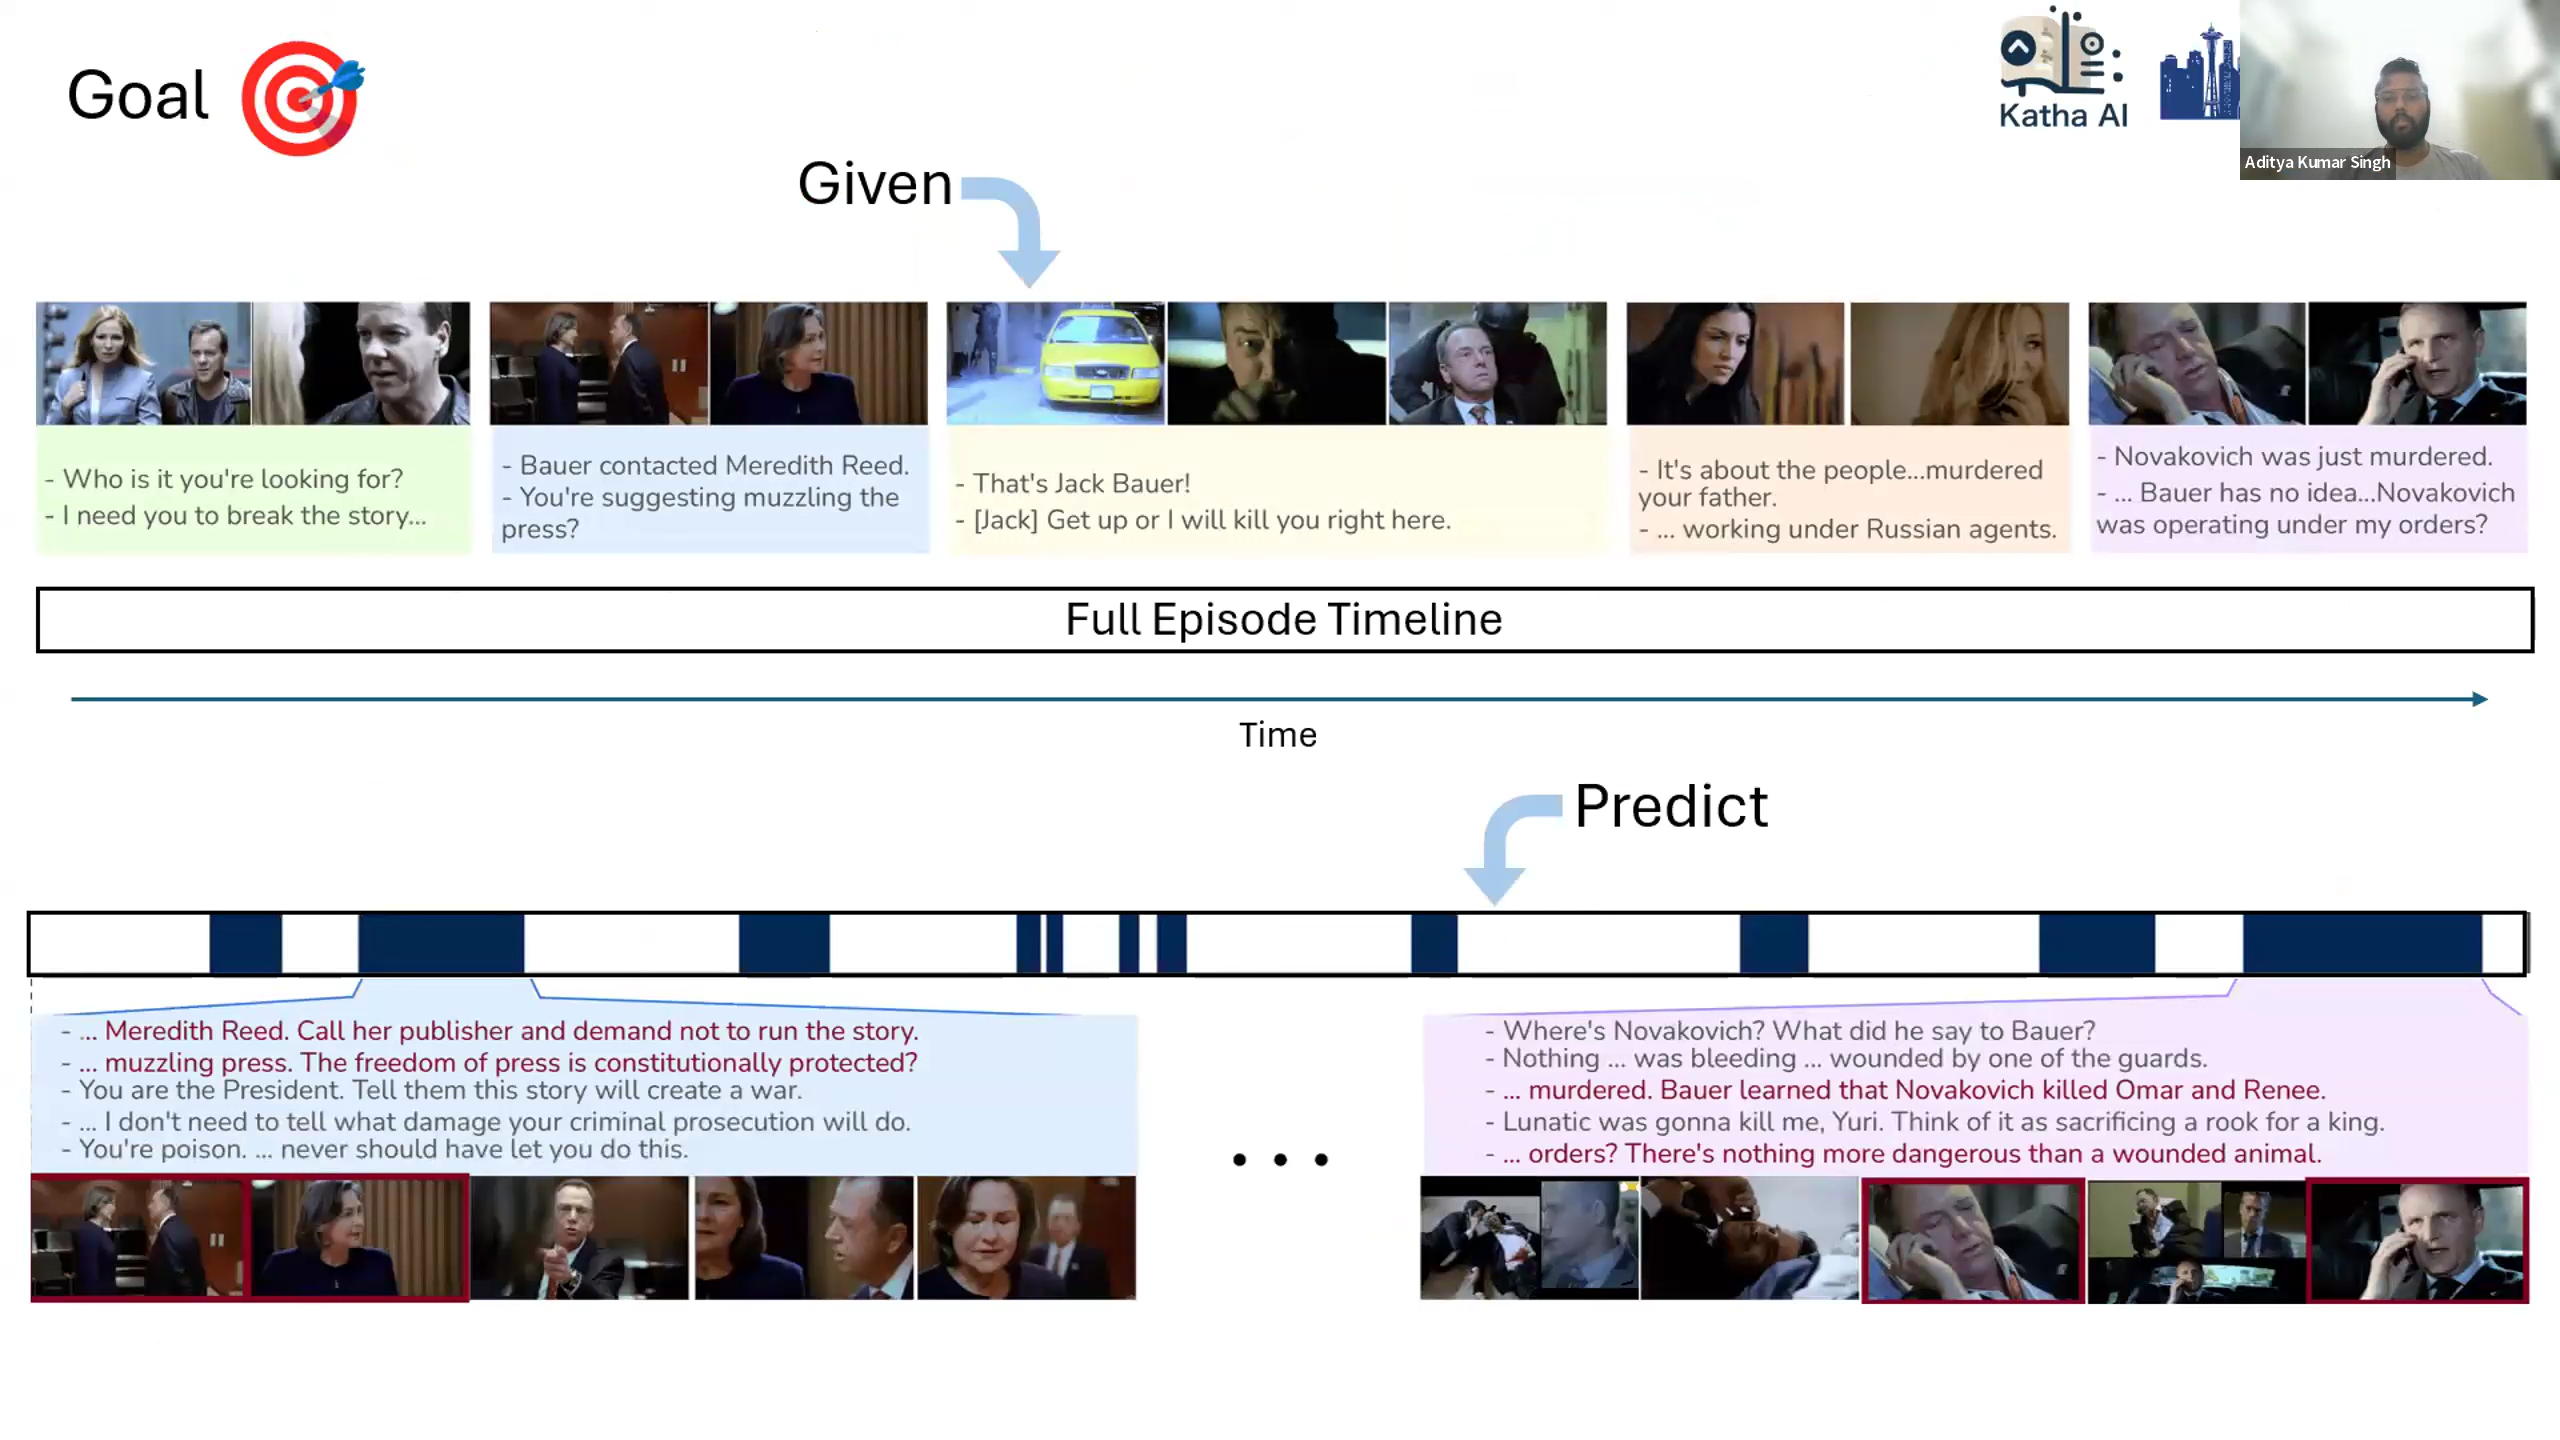 Goal
Katha AI
Aditya Kumar Singh
Given
- Who is it you're looking for?
- I need you to break the story...
- Bauer contacted Meredith Reed.
- You're suggesting muzzling the
press?
- That's Jack Bauer!
- [Jack] Get up or I will kill you right here.
- It's about the people...murdered
your father.
- ... working under Russian agents.
- Novakovich was just murdered.
- ... Bauer has no idea...Novakovich
was operating under my orders?
Full Episode Timeline
Time
Predict
- ... Meredith Reed. Call her publisher and demand not to run the story.
- ... muzzling press. The freedom of press is constitutionally protected?
- You are the President. Tell them this story will create a war.
- ... I don't need to tell what damage your criminal prosecution will do.
- You're poison. ... never should have let you do this.
. . .
- Where's Novakovich? What did he say to Bauer?
- Nothing ... was bleeding ... wounded by one of the guards.
- ... murdered. Bauer learned that Novakovich killed Omar and Renee.
- Lunatic was gonna kill me, Yuri. Think of it as sacrificing a rook for a king.
- ... orders? There's nothing more dangerous than a wounded animal.